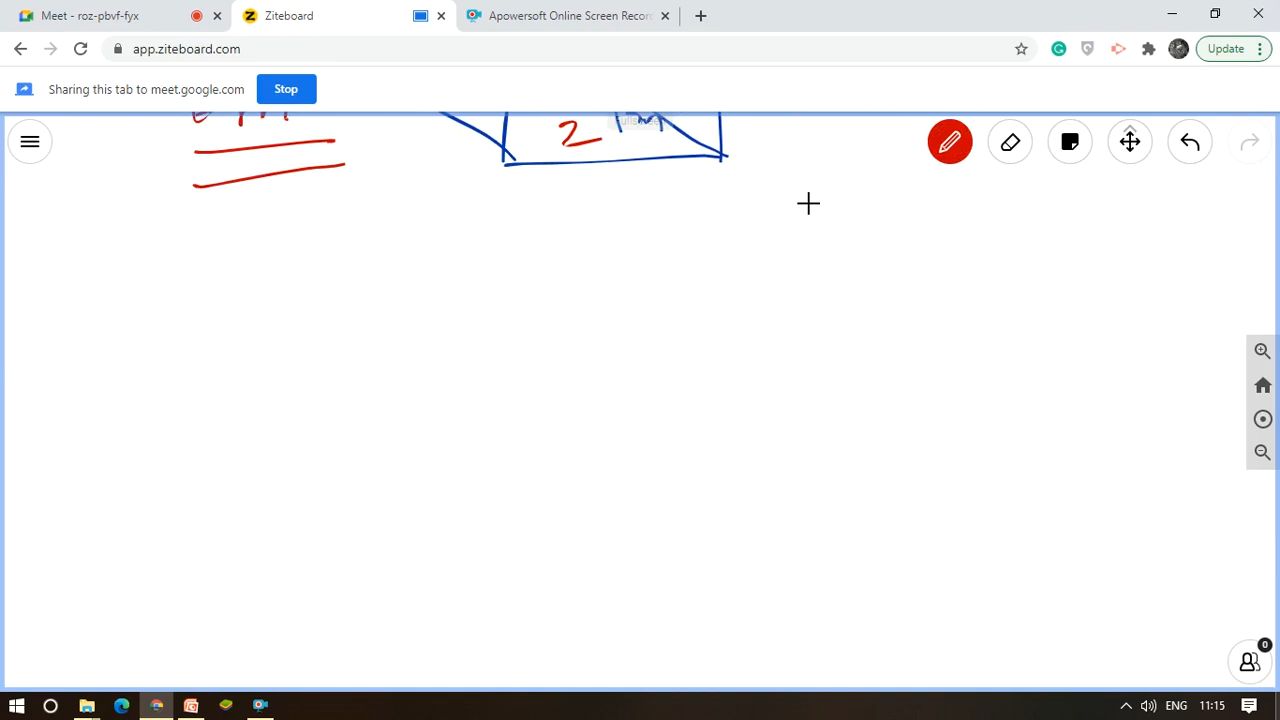 Meet - roz-pbvf-fyx
Ziteboard
Apowersoft Online Screen Recor
app.ziteboard.com
Update
Sharing this tab to meet.google.com
Stop
2
0
ENG
11:15